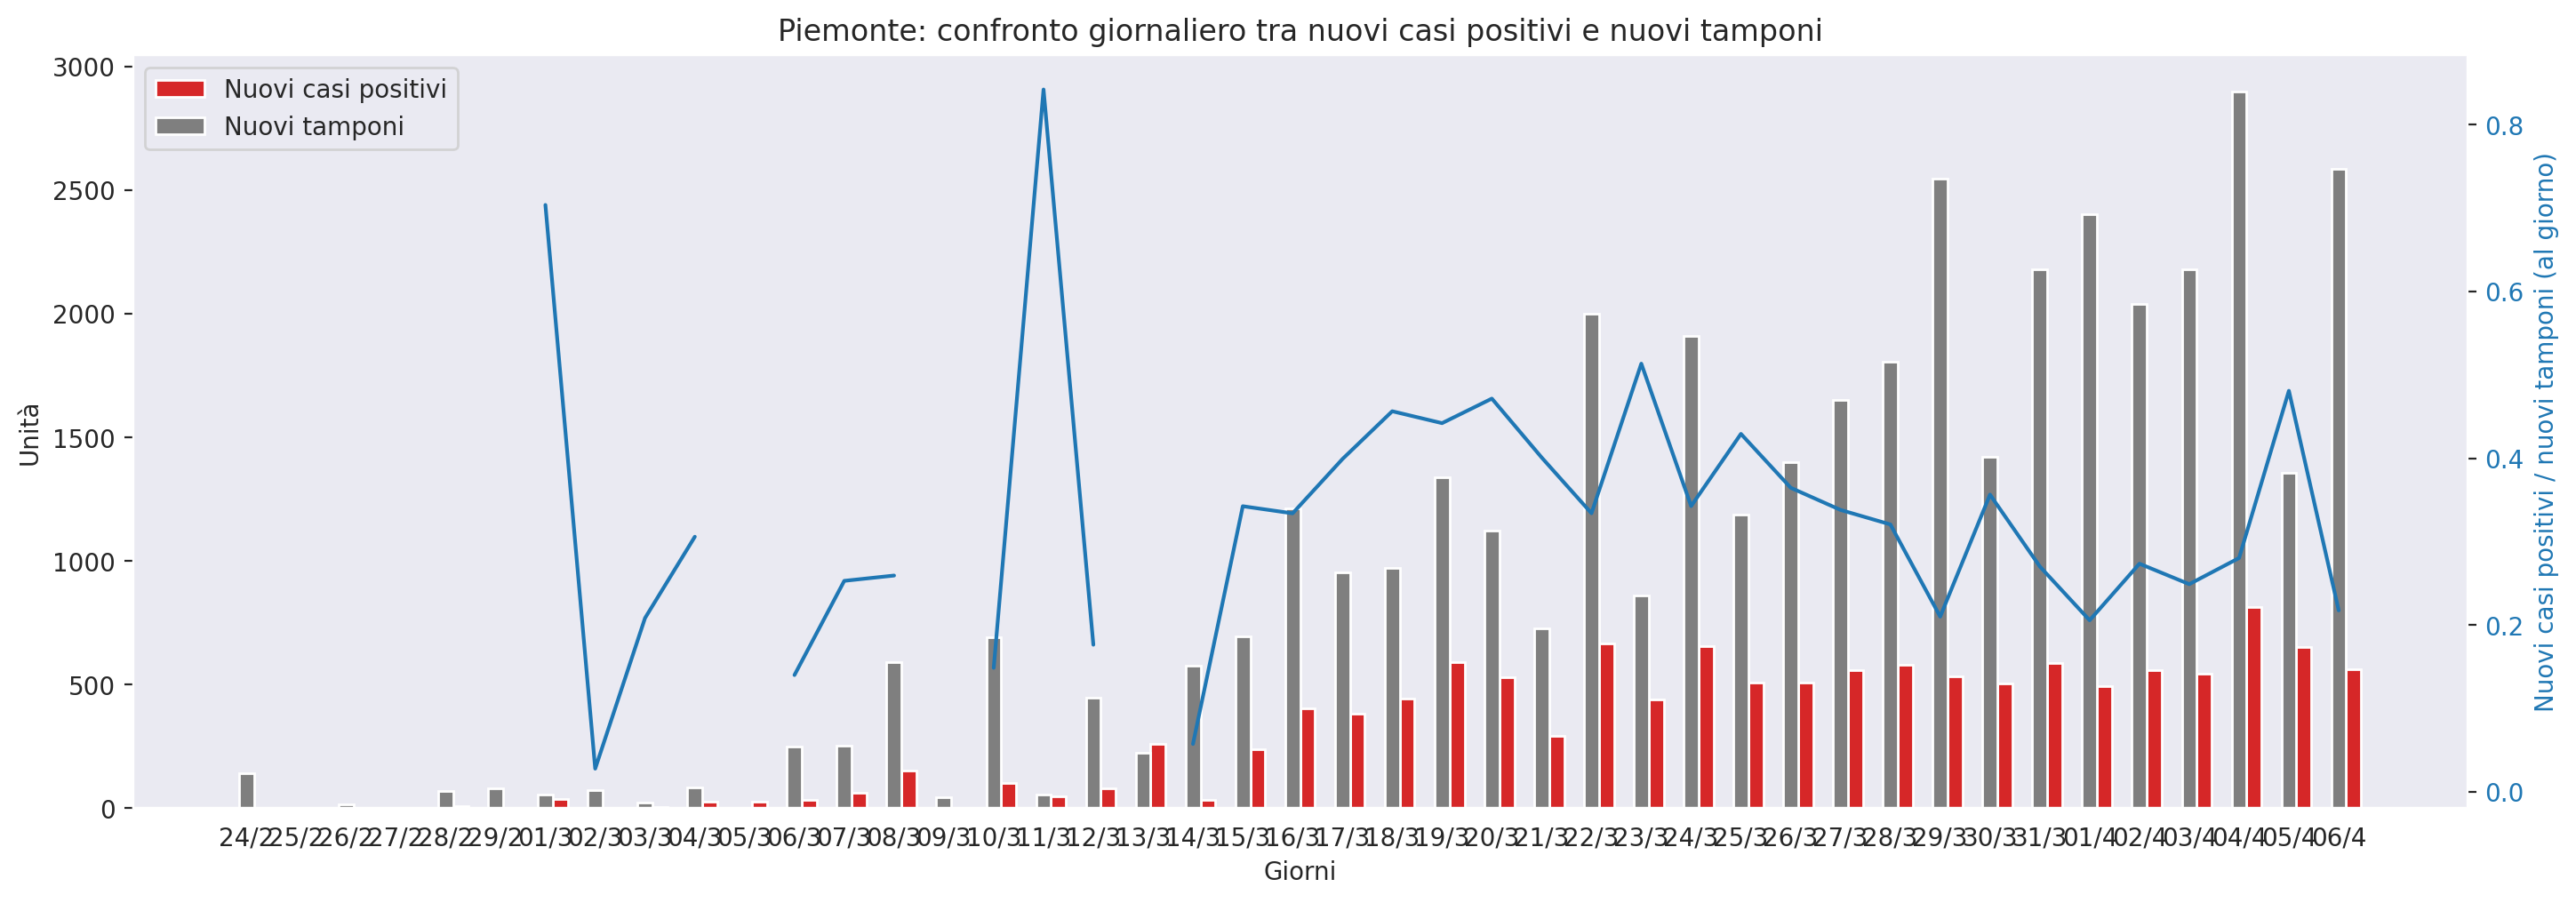 Piemonte: confronto giornaliero tra nuovi casi positivi e nuovi tamponi
Nuovi casi positivi
Nuovi tamponi
3000
2500
2000
1500
1000
500
0
Unità
0.8
0.6
0.4
0.2
0.0
Nuovi casi positivi / nuovi tamponi (al giorno)
24/2 25/2 26/2 27/2 28/2 29/2 01/3 02/3 03/3 04/3 05/3 06/3 07/3 08/3 09/3 10/3 11/3 12/3 13/3 14/3 15/3 16/3 17/3 18/3 19/3 20/3 21/3 22/3 23/3 24/3 25/3 26/3 27/3 28/3 29/3 30/3 31/3 01/4 02/4 03/4 04/4 05/4 06/4
Giorni